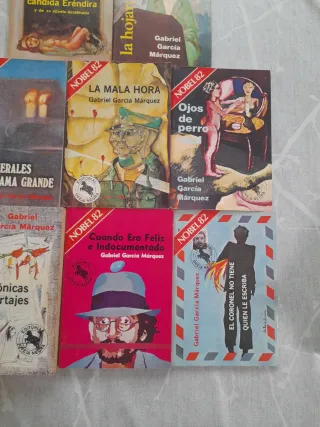 cándida Eréndira
y de su abuela desalmada
la hojar
Gabriel
García
Márquez
NOBEL 82
LA MALA HORA
Gabriel García Márquez
NOBEL 82
Ojos
de
perro
Gabriel
García
Márquez
ERALES
AMA GRANDE
Gabriel
García Márquez
ónicas
rtajes
NOBEL 82
Cuando Era Feliz
e Indocumentado
Gabriel García Márquez
NOBEL 82
Gabriel García Márquez
EL CORONEL NO TIENE
QUIEN LE ESCRIBA